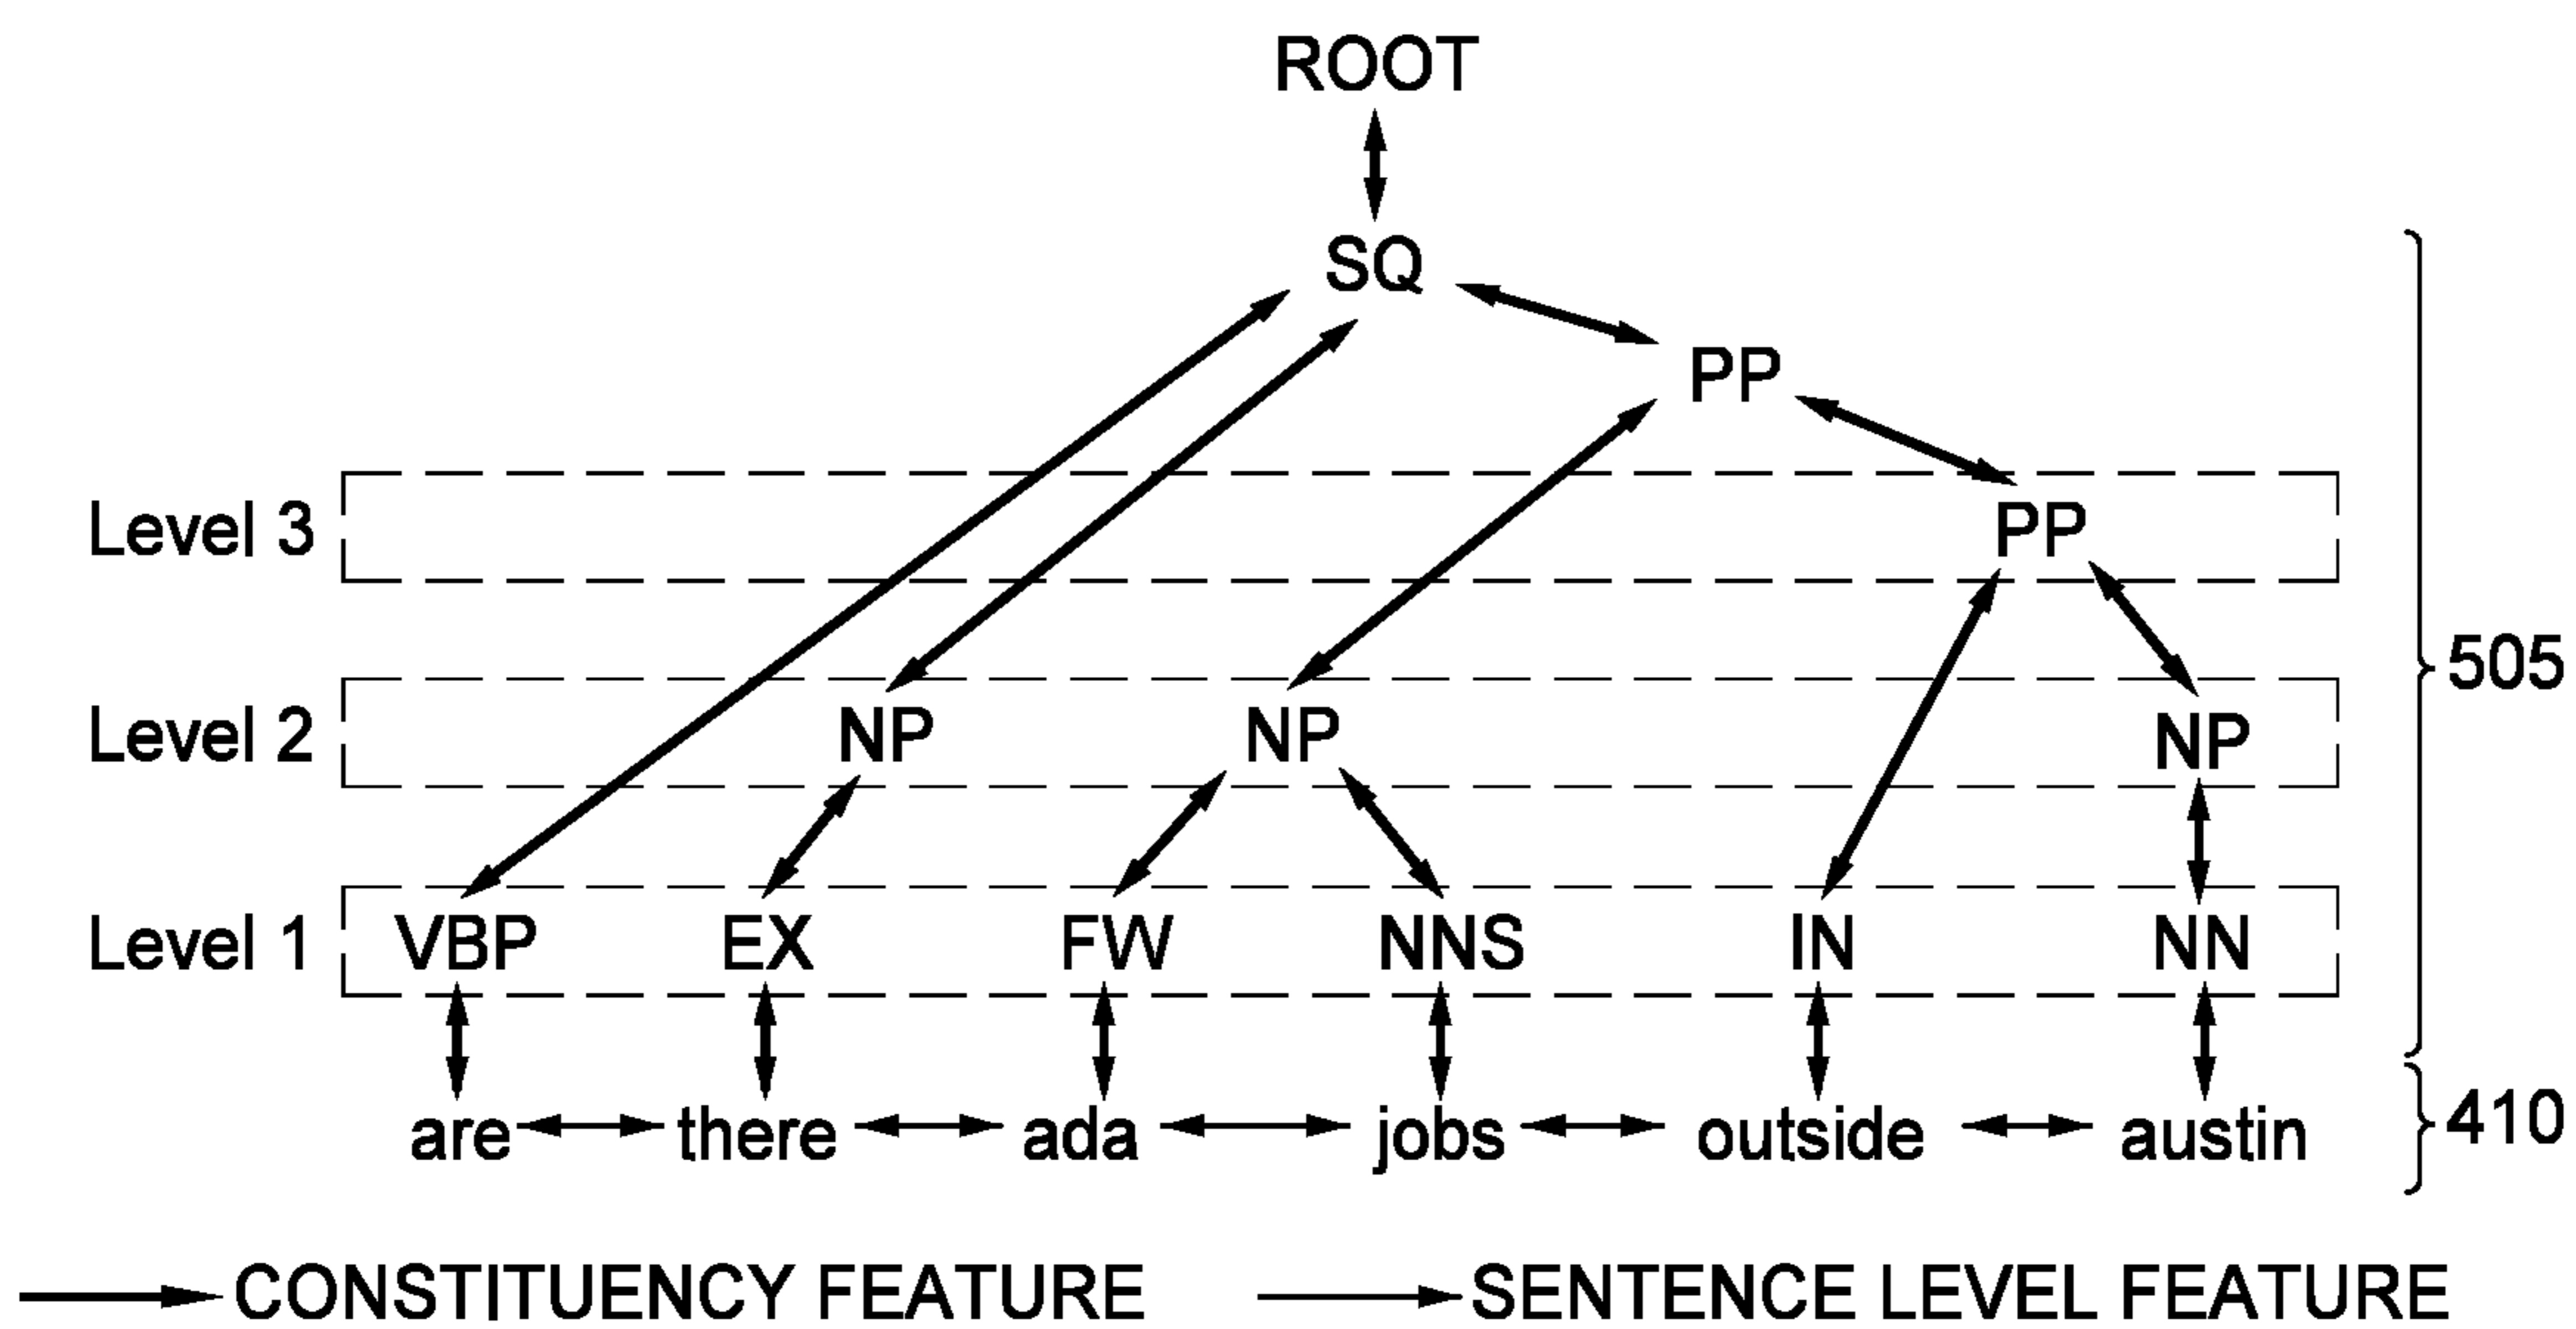 ROOT
SQ
PP
Level 3 PP
505
Level 2 NP NP NP
Level 1 VBP EX FW NNS IN NN
are there ada jobs outside austin 410
CONSTITUENCY FEATURE SENTENCE LEVEL FEATURE